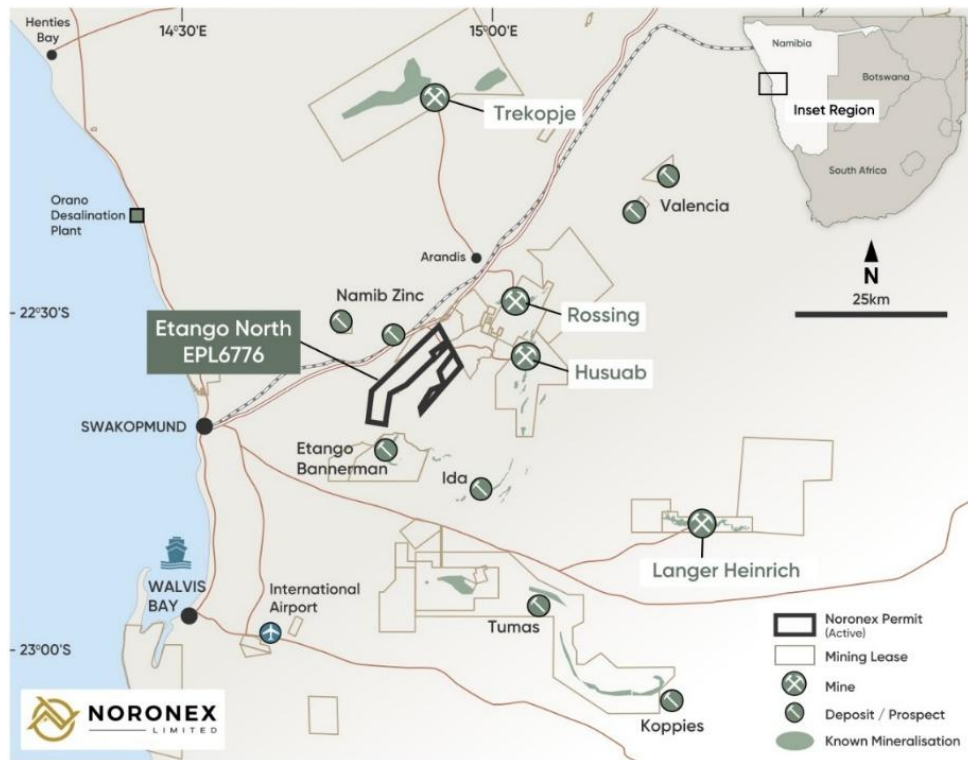 Henties
Bay
14°30'E
15°00'E
Namibia
Botswana
Inset Region
South Africa
Trekopje
Orano
Desalination
Plant
Valencia
Arandis
N
25km
22°30'S
Namib Zinc
Rossing
Etango North
EPL6776
Husuab
SWAKOPMUND
Etango
Bannerman
Ida
Langer Heinrich
WALVIS
BAY
International
Airport
Tumas
23°00'S
Koppies
Noronex Permit
(Active)
Mining Lease
Mine
Deposit / Prospect
Known Mineralisation
NORONEX
LIMITED